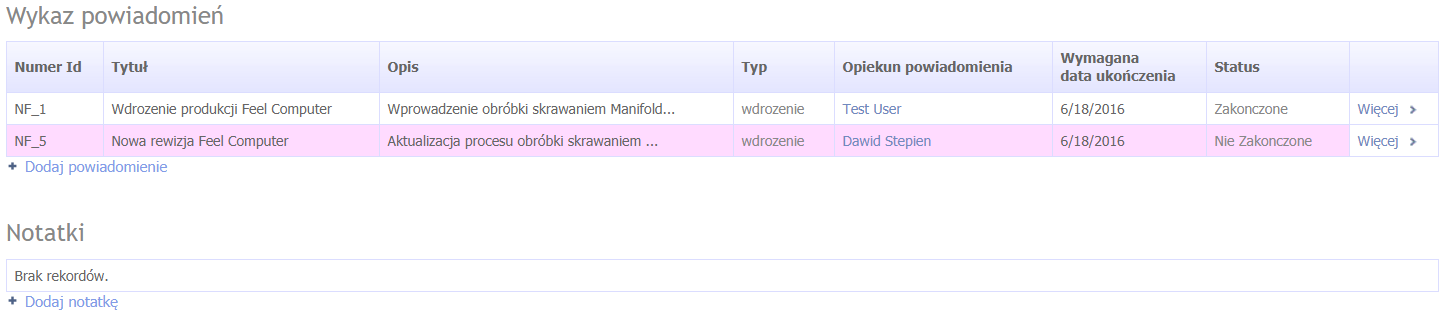 Wykaz powiadomień
Numer Id Tytuł Opis Typ Opiekun powiadomienia Wymagana data ukończenia Status
NF_1 Wdrozenie produkcji Feel Computer Wprowadzenie obróbki skrawaniem Manifold... wdrozenie Test User 6/18/2016 Zakonczone Więcej
NF_5 Nowa rewizja Feel Computer Aktualizacja procesu obróbki skrawaniem ... wdrozenie Dawid Stepien 6/18/2016 Nie Zakonczone Więcej
+ Dodaj powiadomienie
Notatki
Brak rekordów.
+ Dodaj notatkę